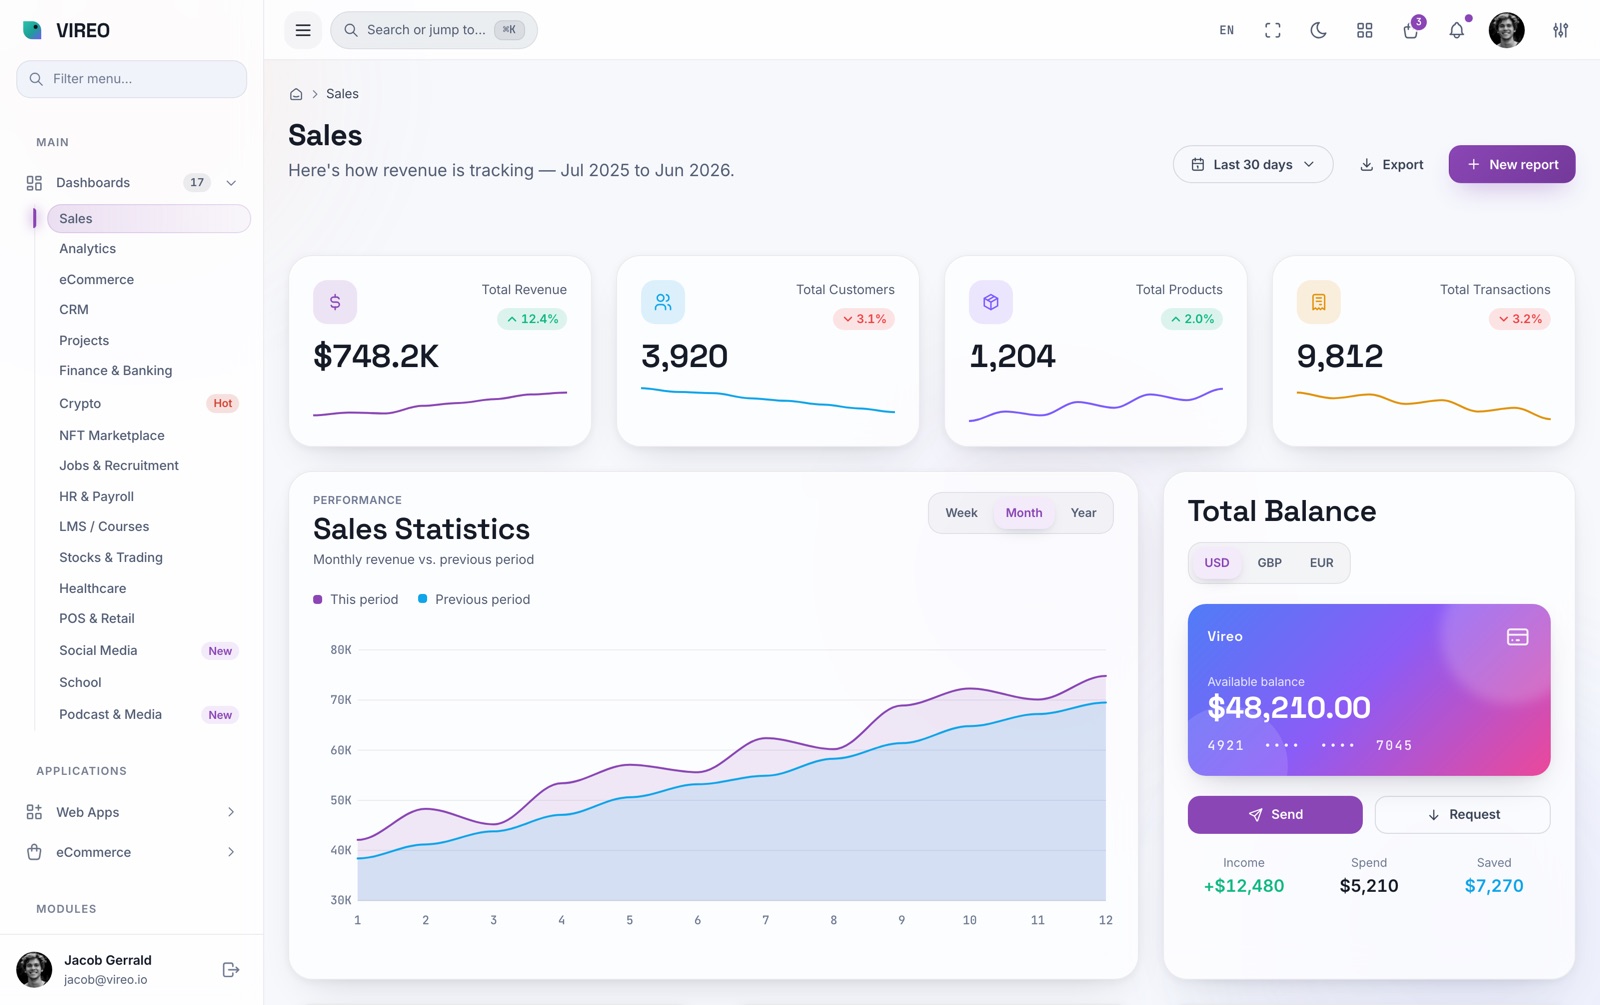 VIREO
Filter menu...
MAIN
Dashboards 17
Sales
Analytics
eCommerce
CRM
Projects
Finance & Banking
Crypto Hot
NFT Marketplace
Jobs & Recruitment
HR & Payroll
LMS / Courses
Stocks & Trading
Healthcare
POS & Retail
Social Media New
School
Podcast & Media New
APPLICATIONS
Web Apps
eCommerce
MODULES
Jacob Gerrald
jacob@vireo.io
Search or jump to... ⌘K
EN
3
Sales
Sales
Here's how revenue is tracking — Jul 2025 to Jun 2026.
Last 30 days
Export
New report
Total Revenue
12.4%
$748.2K
Total Customers
3.1%
3,920
Total Products
2.0%
1,204
Total Transactions
3.2%
9,812
PERFORMANCE
Sales Statistics
Monthly revenue vs. previous period
Week Month Year
This period Previous period
80K
70K
60K
50K
40K
30K
1 2 3 4 5 6 7 8 9 10 11 12
Total Balance
USD GBP EUR
Vireo
Available balance
$48,210.00
4921 •••• •••• 7045
Send
Request
Income Spend Saved
+$12,480 $5,210 $7,270